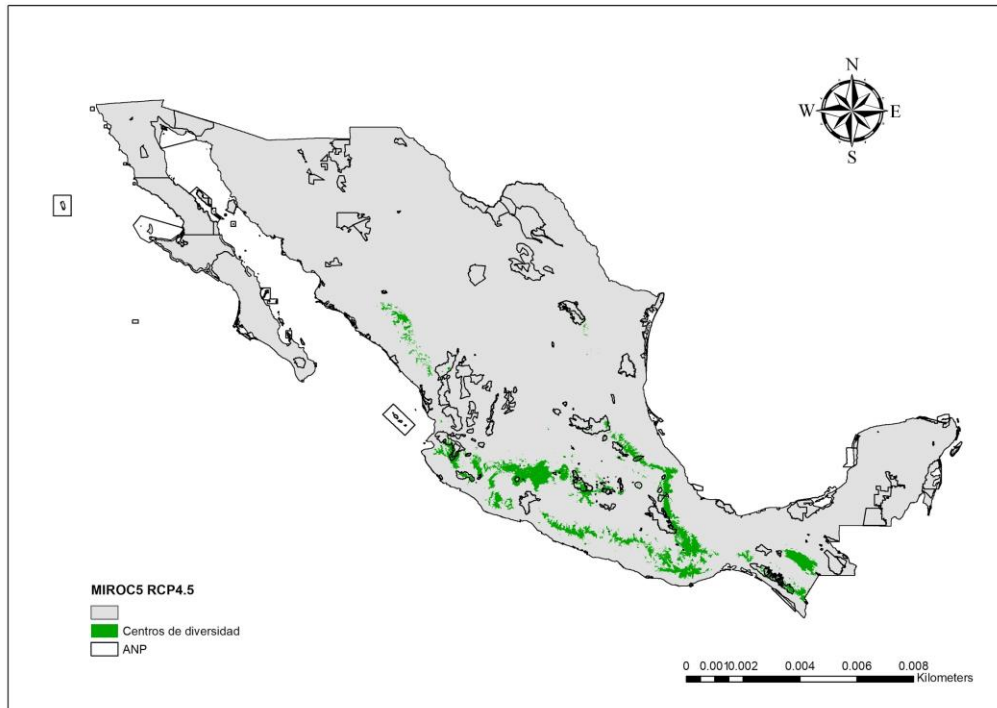 N
W E
S
MIROC5 RCP4.5
Centros de diversidad
ANP
0 0.0010.002 0.004 0.006 0.008
Kilometers